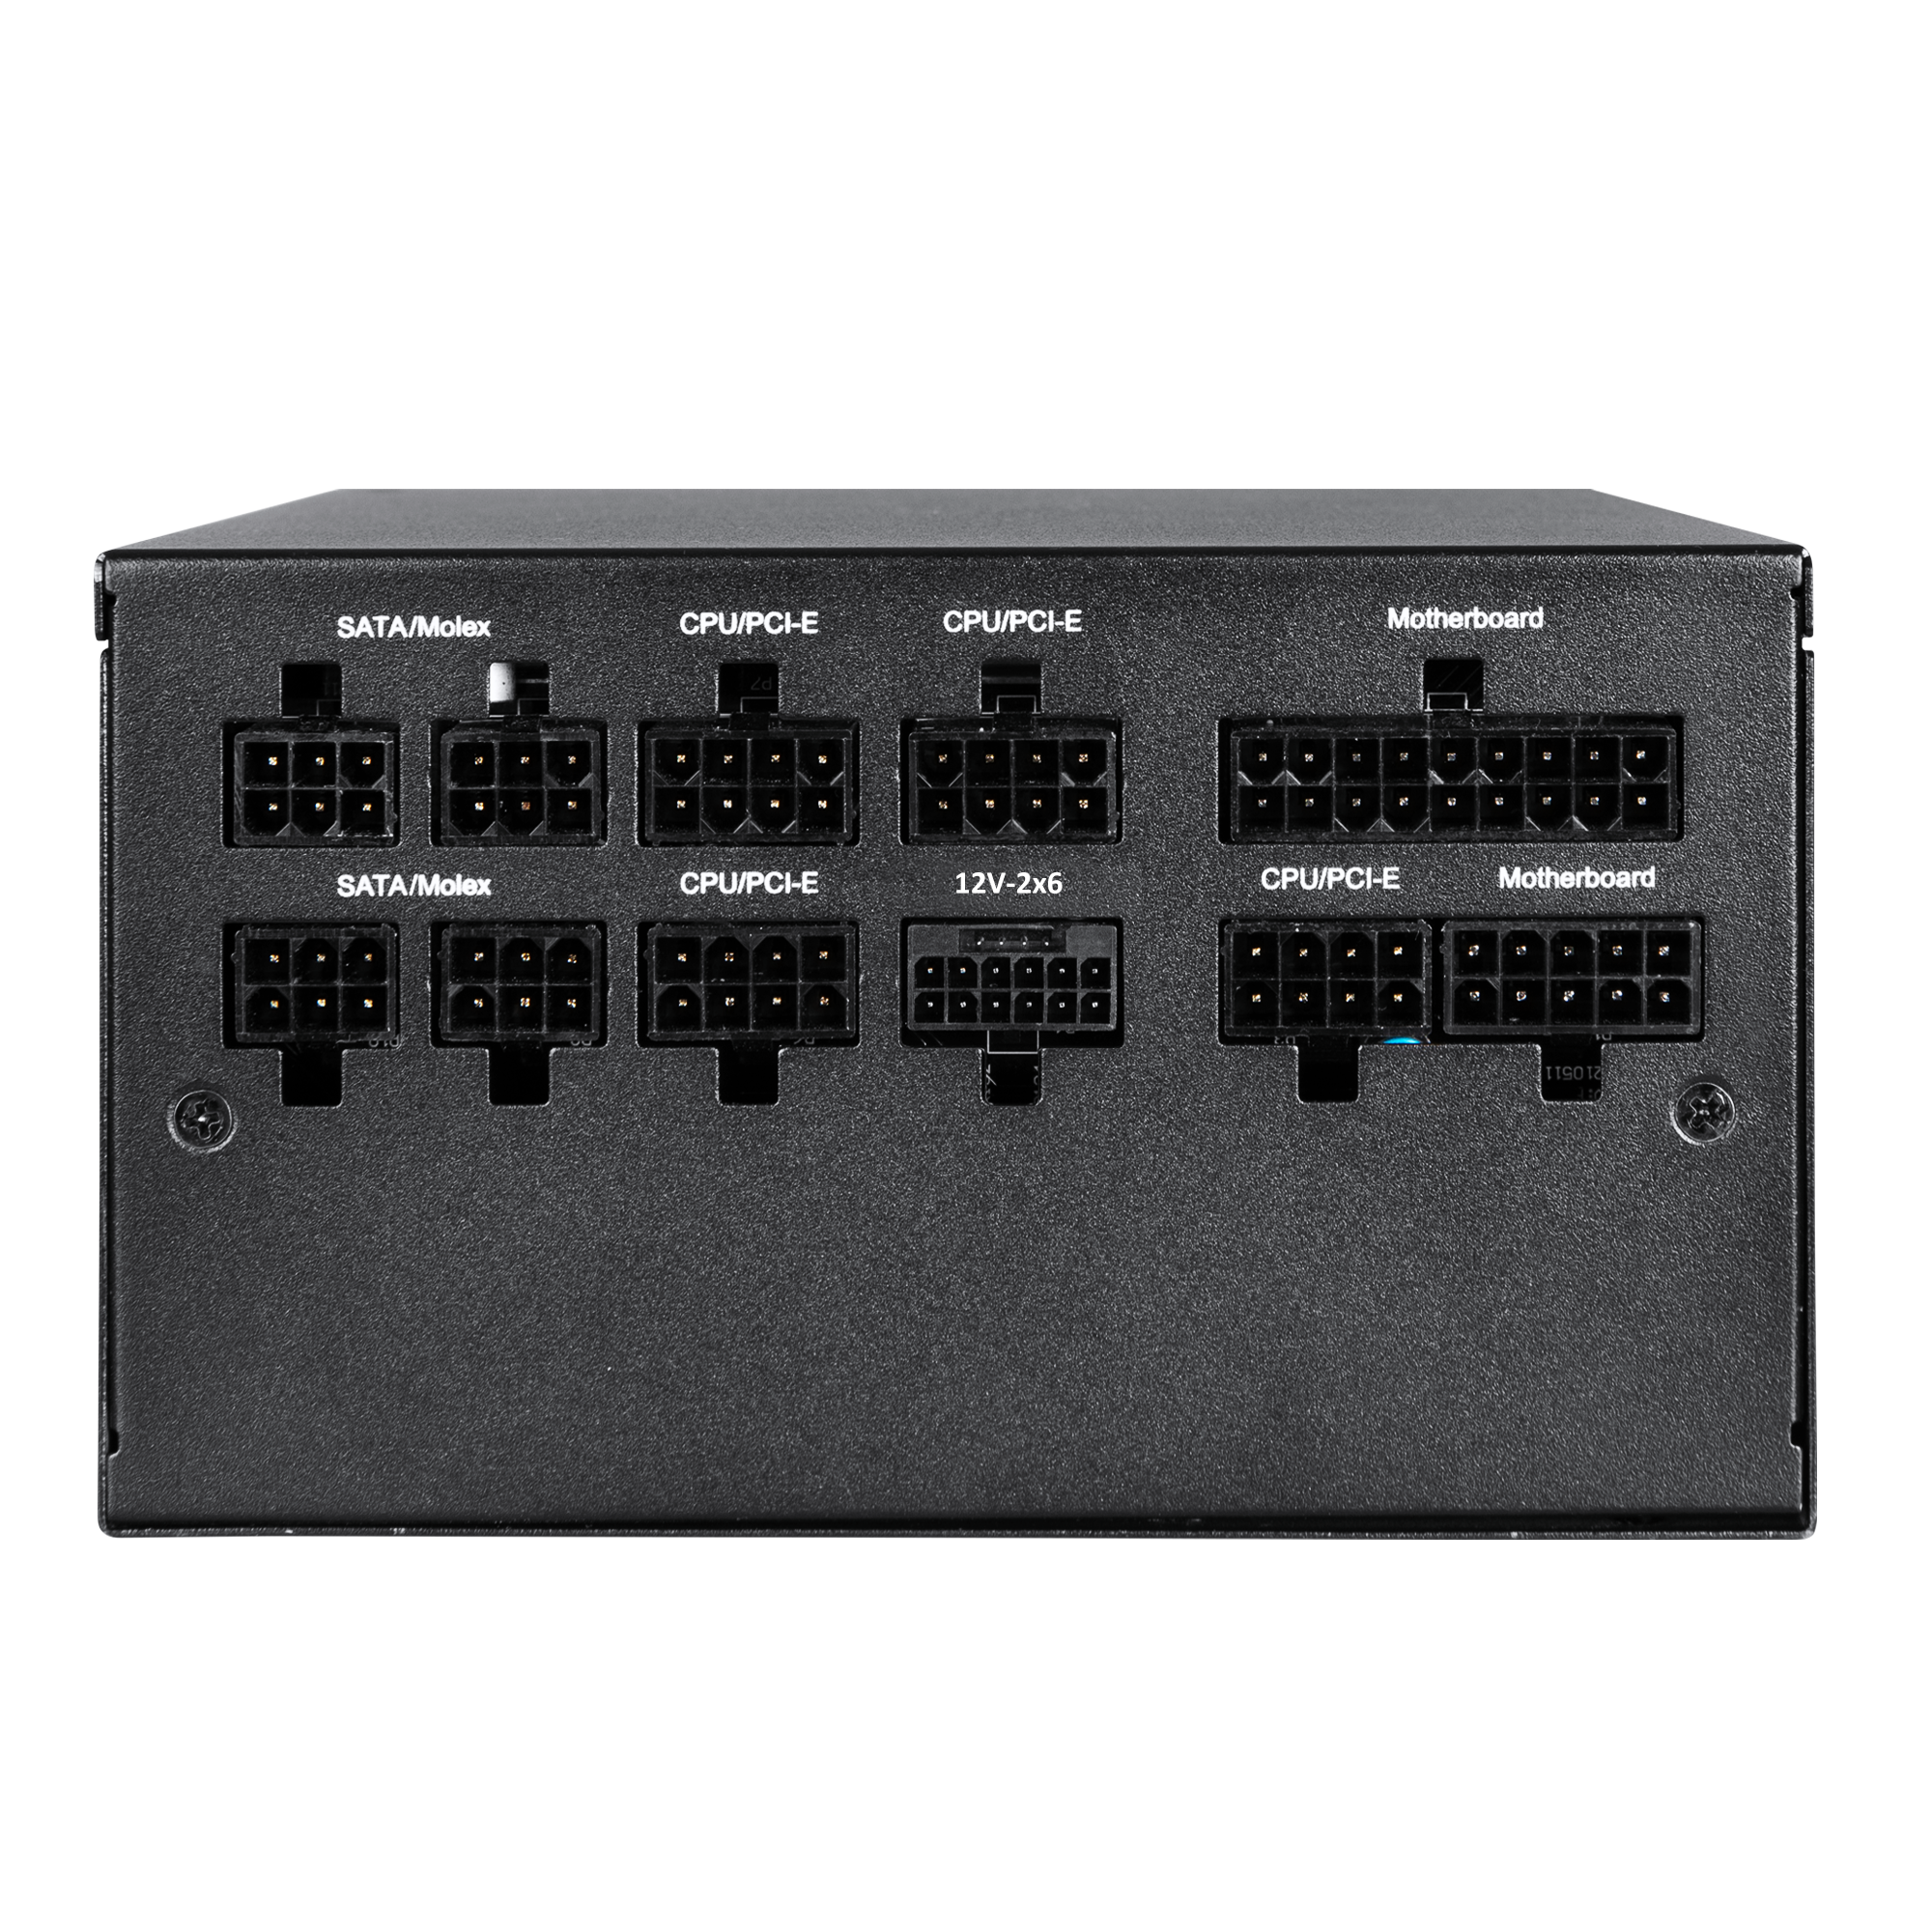 SATA/Molex
CPU/PCI-E
CPU/PCI-E
Motherboard
SATA/Molex
CPU/PCI-E
12V-2x6
CPU/PCI-E
Motherboard